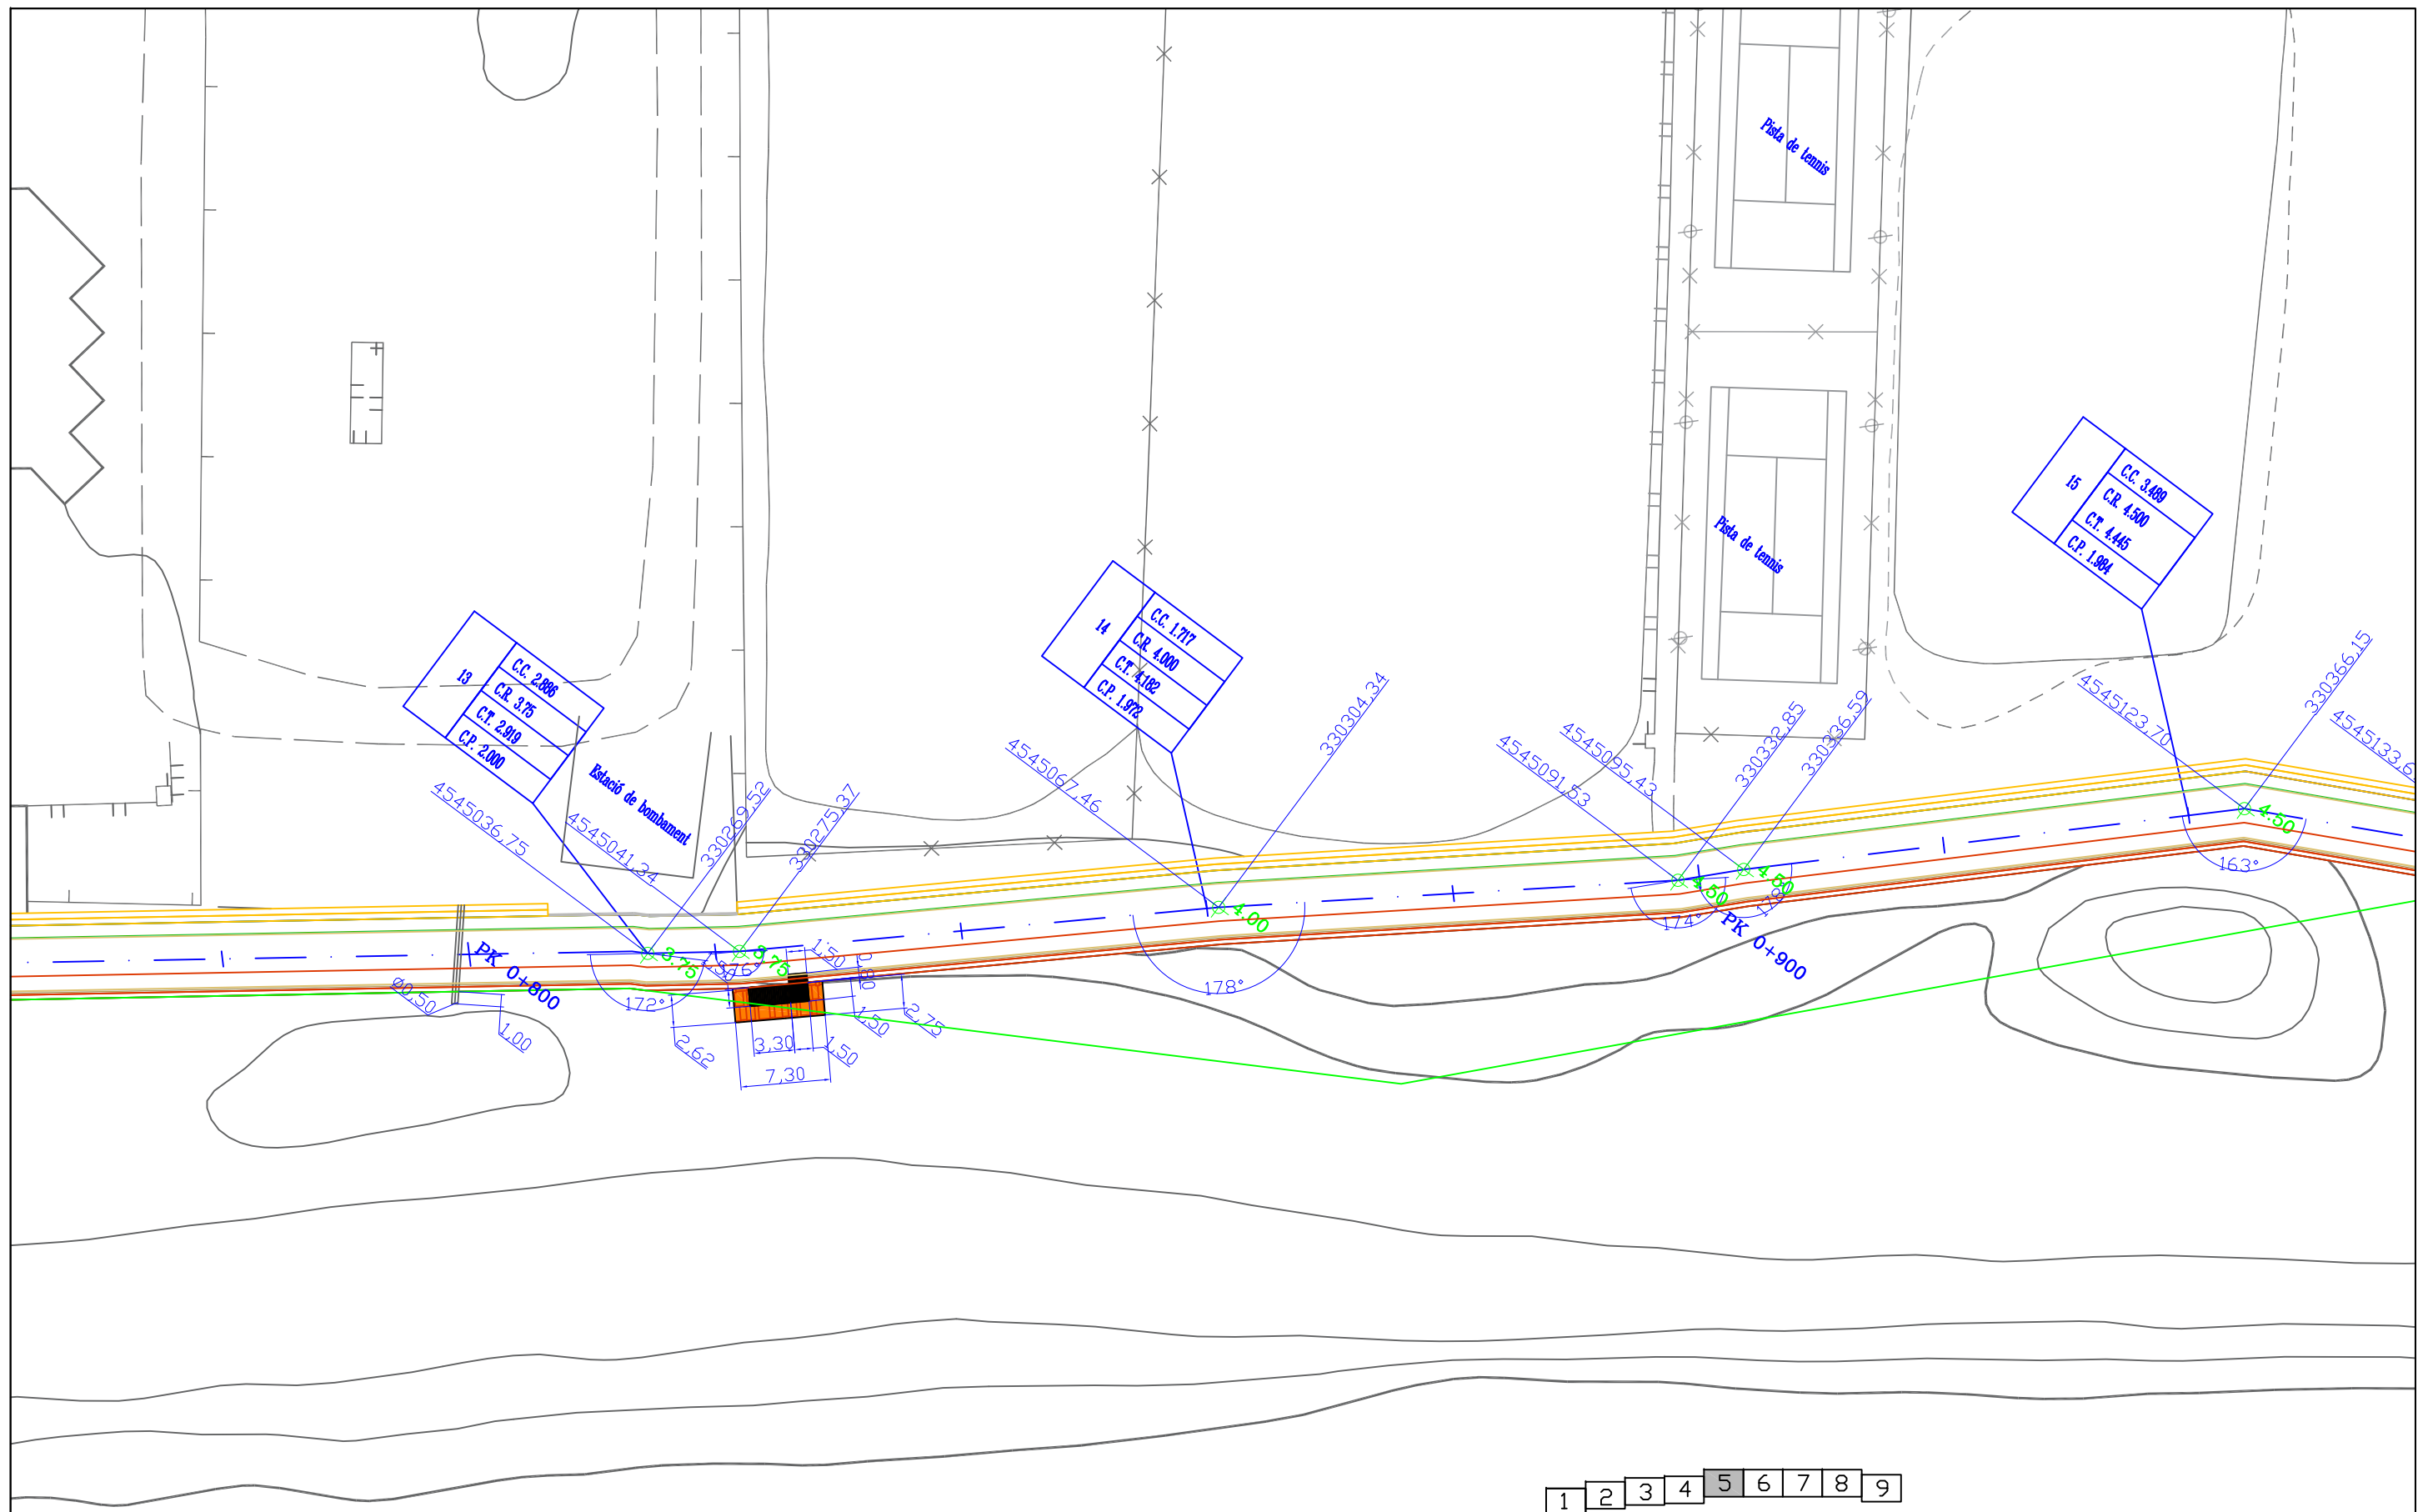 Pista de tennis
Pista de tennis
15
C.C. 3.489
C.R. 4.500
C.T. 4.445
C.P. 1.984
14
C.C. 1.717
C.R. 4.000
C.T. 4.182
C.P. 1.972
13
C.C. 2.886
C.R. 3.75
C.T. 2.919
C.P. 2.000
Estació de bombament
4545036,75
330269,52
4545041,34
330275,37
4545067,46
330304,34
4545091,53
330332,85
4545095,43
330336,59
4545123,70
330366,15
3.75
3.75
4.00
4.50
4.50
4.50
172°
176°
178°
174°
178°
163°
PK 0+800
PK 0+900
Ø0,50
1,00
2,62
3,30
1,50
7,30
1,50
0,80
1,50
2,75
1 2 3 4 5 6 7 8 9